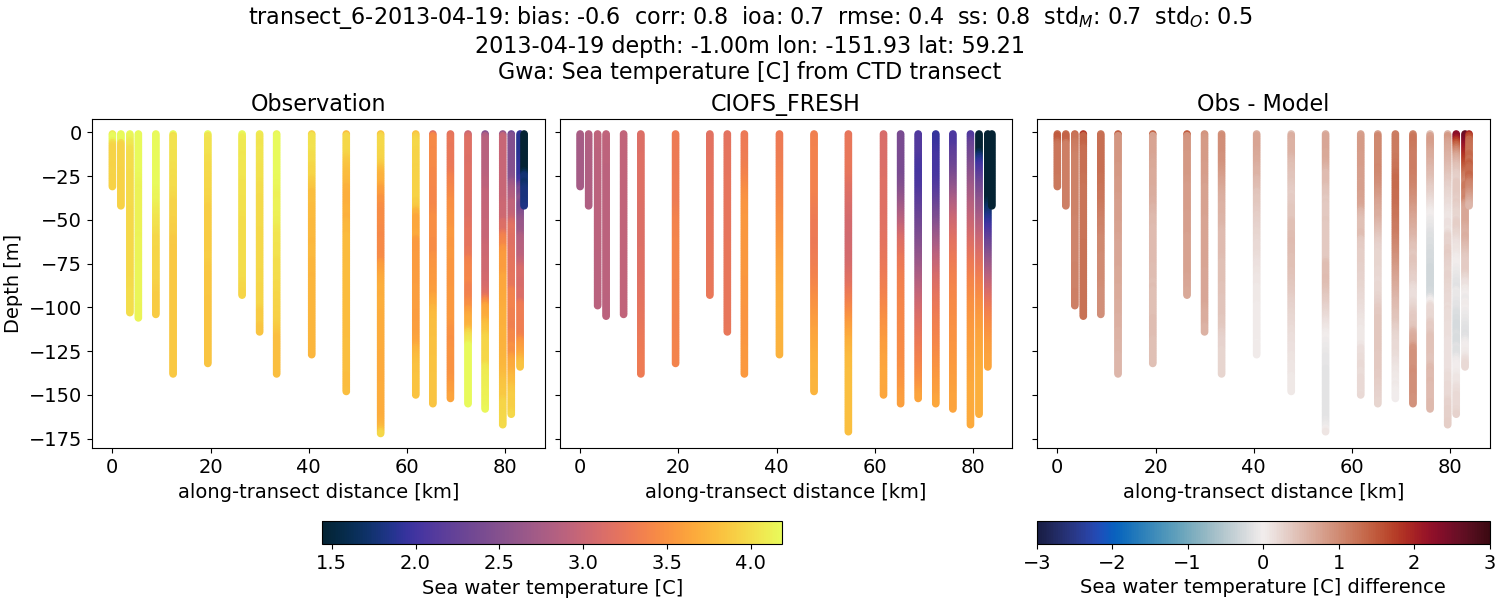 transect_6-2013-04-19: bias: -0.6 corr: 0.8 ioa: 0.7 rmse: 0.4 ss: 0.8 std_M: 0.7 std_O: 0.5
2013-04-19 depth: -1.00m lon: -151.93 lat: 59.21
Gwa: Sea temperature [C] from CTD transect
Observation
CIOFS_FRESH
Obs - Model
Depth [m]
0
−25
−50
−75
−100
−125
−150
−175
0 20 40 60 80
0 20 40 60 80
0 20 40 60 80
along-transect distance [km]
along-transect distance [km]
along-transect distance [km]
1.5 2.0 2.5 3.0 3.5 4.0
Sea water temperature [C]
−3 −2 −1 0 1 2 3
Sea water temperature [C] difference